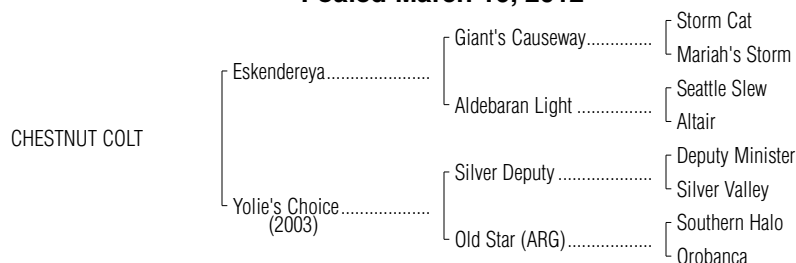 Foaled March 16, 2012
Storm Cat
Giant's Causeway................
Mariah's Storm
Eskendereya.........................
Seattle Slew
Aldebaran Light ..................
Altair
CHESTNUT COLT
Deputy Minister
Silver Deputy ......................
Silver Valley
Yolie's Choice.....................
(2003)
Southern Halo
Old Star (ARG)....................
Orobanca